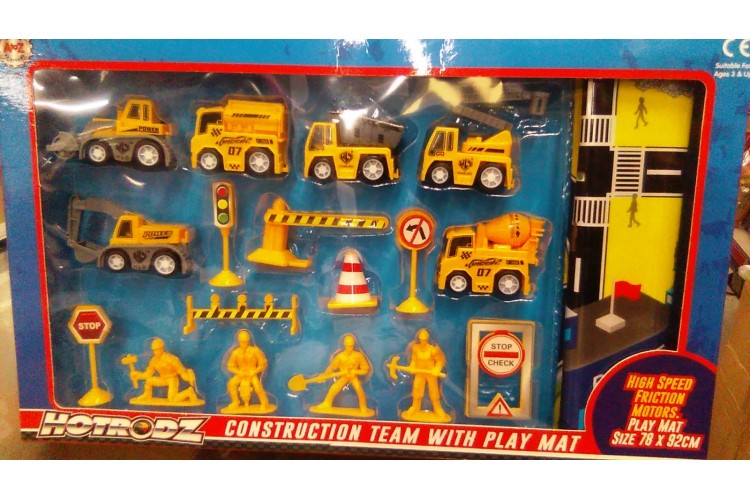 AtoZ
CE
Suitable For
Ages 3 & Up
POWER
07
07
POWER
STOP
STOP
CHECK
HIGH SPEED
FRICTION
MOTORS.
PLAY MAT
SIZE 78 X 92CM
HOTRODZ
CONSTRUCTION TEAM WITH PLAY MAT